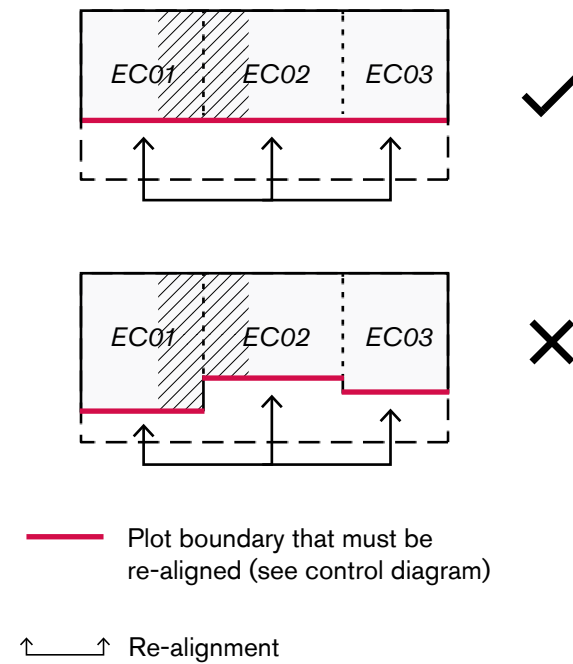 EC01 EC02 EC03
EC01 EC02 EC03
Plot boundary that must be
re-aligned (see control diagram)
Re-alignment